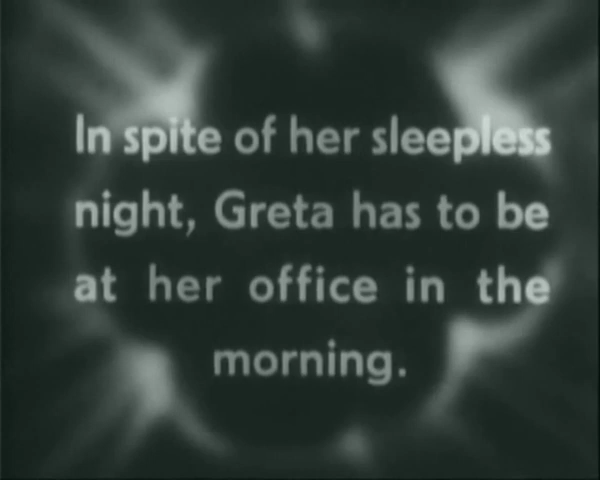 In spite of her sleepless
night, Greta has to be
at her office in the
morning.